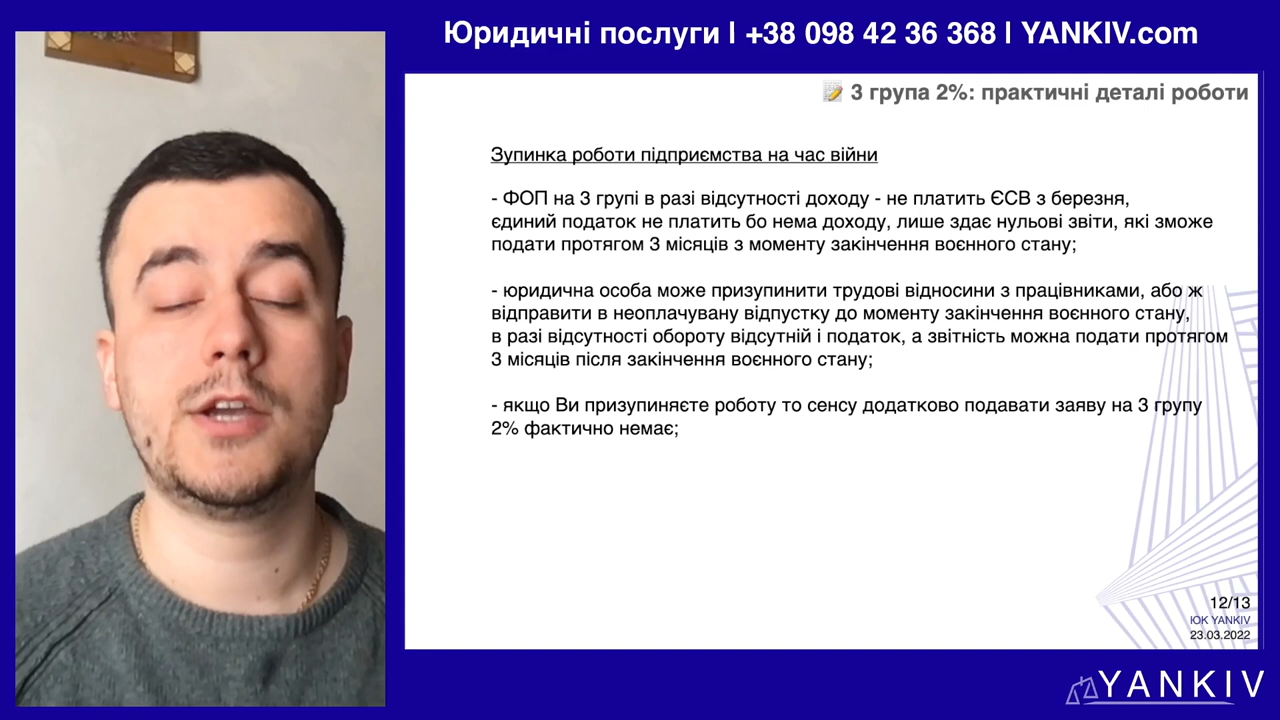 Юридичні послуги | +38 098 42 36 368 | YANKIV.com
3 група 2%: практичні деталі роботи
Зупинка роботи підприємства на час війни
- ФОП на 3 групі в разі відсутності доходу - не платить ЄСВ з березня,
єдиний податок не платить бо нема доходу, лише здає нульові звіти, які зможе
подати протягом 3 місяців з моменту закінчення воєнного стану;
- юридична особа може призупинити трудові відносини з працівниками, або ж
відправити в неоплачувану відпустку до моменту закінчення воєнного стану,
в разі відсутності обороту відсутній і податок, а звітність можна подати протягом
3 місяців після закінчення воєнного стану;
- якщо Ви призупиняєте роботу то сенсу додатково подавати заяву на 3 групу
2% фактично немає;
12/13
ЮК YANKIV
23.03.2022
YANKIV